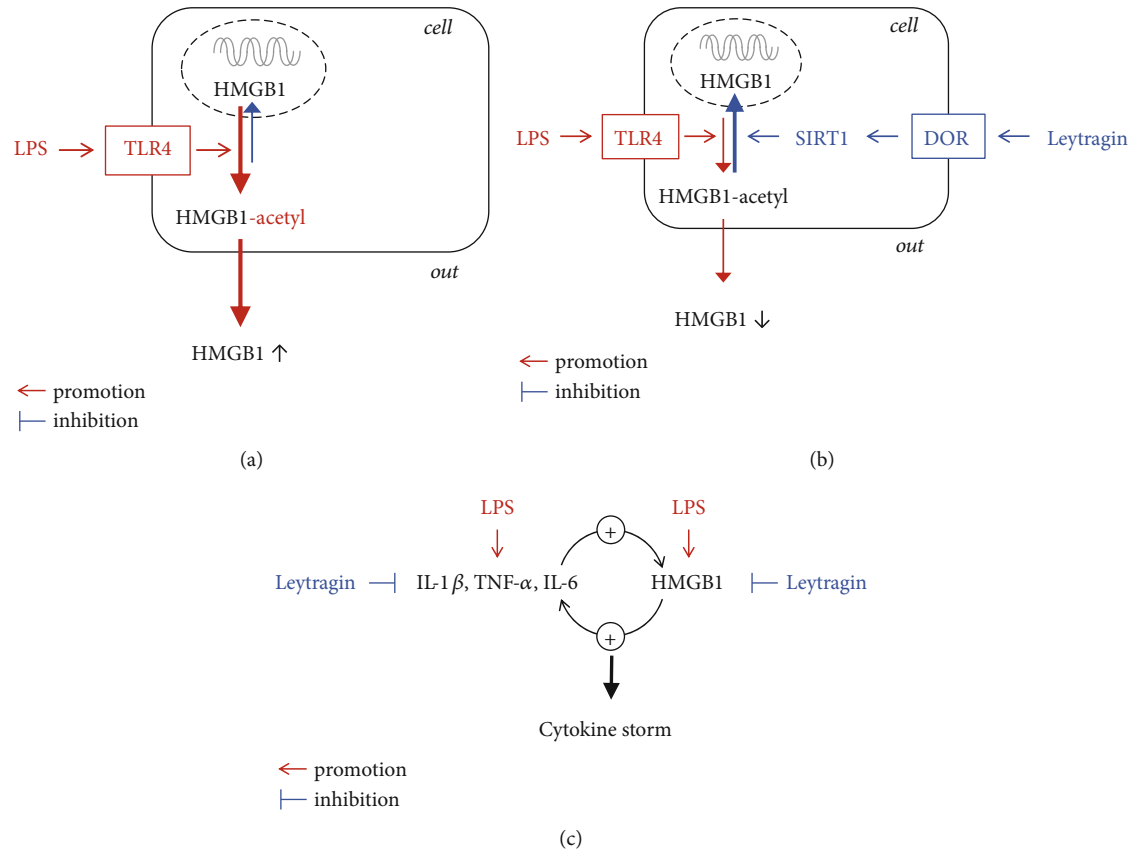 cell
HMGB1
LPS
TLR4
HMGB1-acetyl
out
HMGB1 ↑
promotion
inhibition
(a)
cell
HMGB1
LPS
TLR4
SIRT1
DOR
Leytragin
HMGB1-acetyl
out
HMGB1 ↓
promotion
inhibition
(b)
LPS
LPS
+
Leytragin
IL-1β, TNF-α, IL-6
HMGB1
Leytragin
+
Cytokine storm
promotion
inhibition
(c)